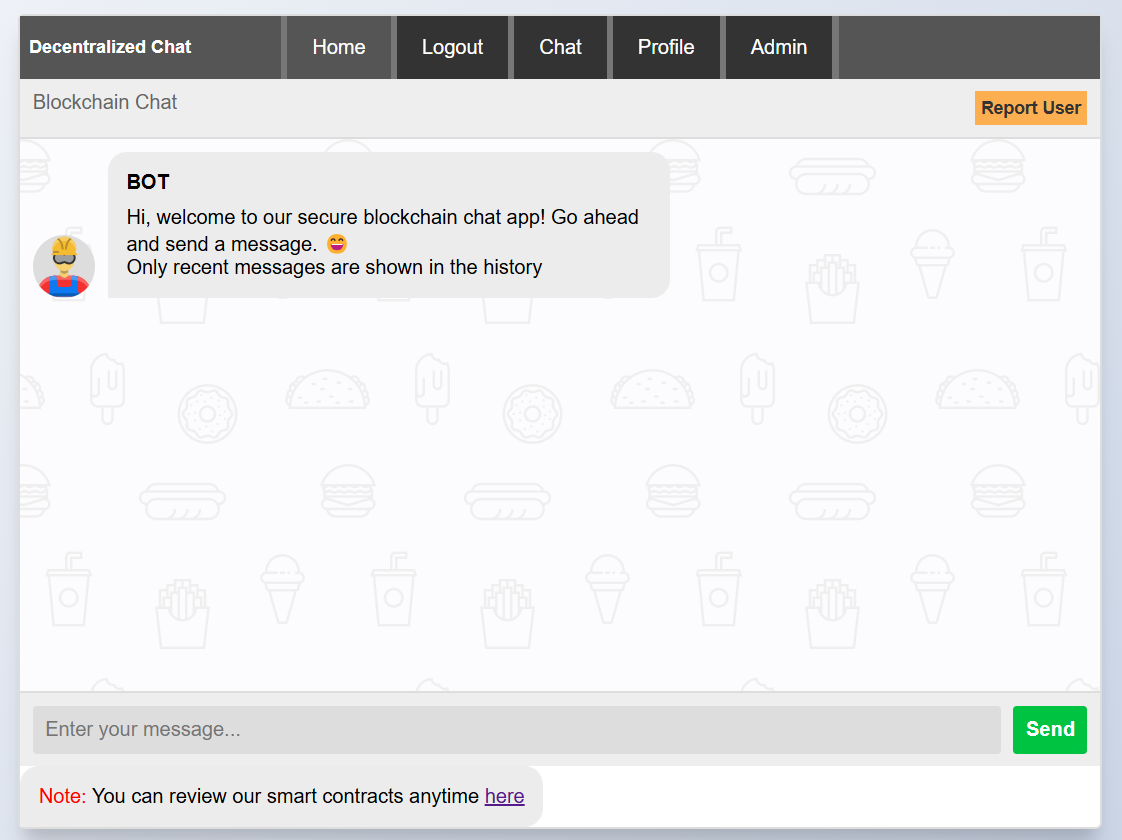 Decentralized Chat Home Logout Chat Profile Admin
Blockchain Chat Report User
BOT
Hi, welcome to our secure blockchain chat app! Go ahead
and send a message. 😄
Only recent messages are shown in the history
Enter your message... Send
Note: You can review our smart contracts anytime here